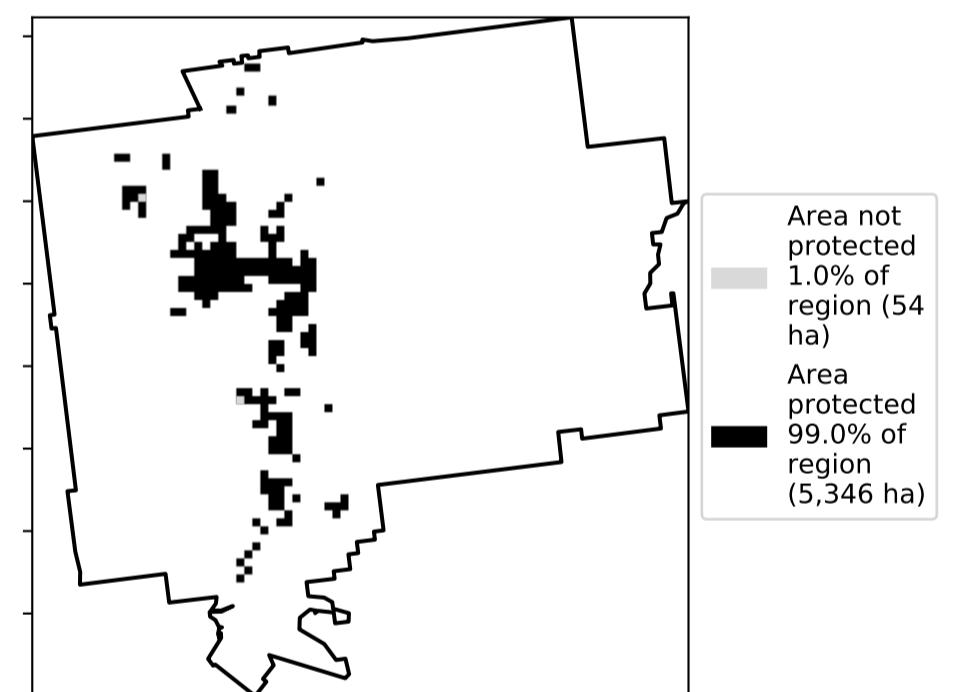 Area not
protected
1.0% of
region (54
ha)
Area
protected
99.0% of
region
(5,346 ha)